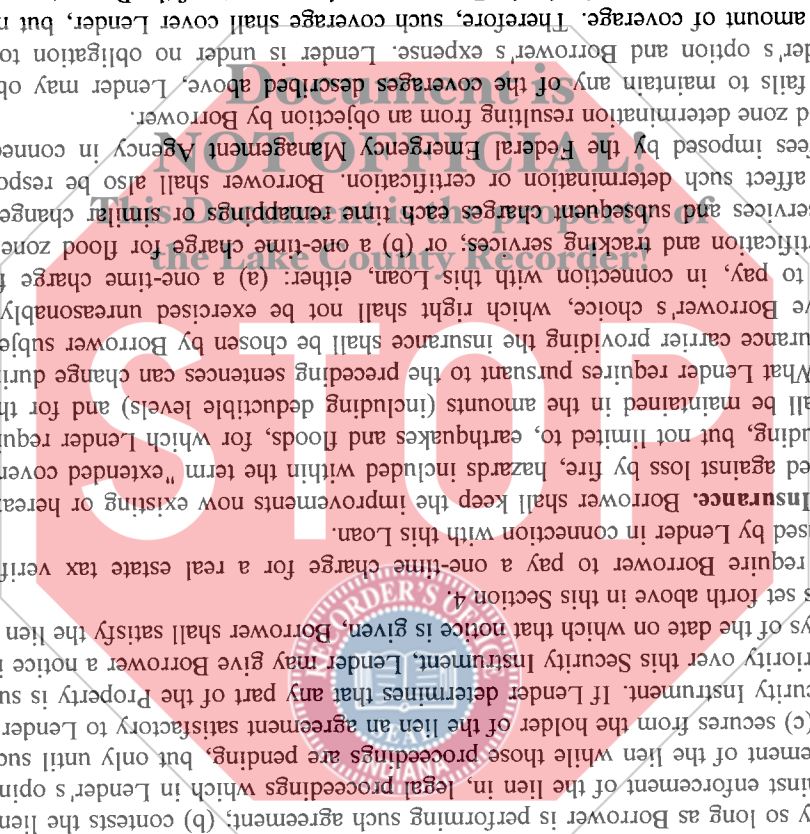 y so long as Borrower is performing such agreement; (b) contests the lien
inst enforcement of the lien in, legal proceedings which in Lender's opin
ement of the lien while those proceedings are pending, but only until suc
(c) secures from the holder of the lien an agreement satisfactory to Lender
urity Instrument. If Lender determines that any part of the Property is su
riority over this Security Instrument, Lender may give Borrower a notice i
ys of the date on which that notice is given, Borrower shall satisfy the lien
s set forth above in this Section 4.
require Borrower to pay a one-time charge for a real estate tax verif
sed by Lender in connection with this Loan.
Insurance. Borrower shall keep the improvements now existing or herea
ed against loss by fire, hazards included within the term "extended cover
uding, but not limited to, earthquakes and floods, for which Lender requ
all be maintained in the amounts (including deductible levels) and for th
What Lender requires pursuant to the preceding sentences can change duri
urance carrier providing the insurance shall be chosen by Borrower subje
ve Borrower's choice, which right shall not be exercised unreasonably
to pay, in connection with this Loan, either: (a) a one-time charge f
tification and tracking services; or (b) a one-time charge for flood zone
ervices and subsequent charges each time remappings or similar change
affect such determination or certification. Borrower shall also be respo
ces imposed by the Federal Emergency Management Agency in connec
d zone determination resulting from an objection by Borrower.
fails to maintain any of the coverages described above, Lender may ob
der's option and Borrower's expense. Lender is under no obligation to
amount of coverage. Therefore, such coverage shall cover Lender, but
Document is
NOT OFFICIAL!
This Document is the property of
the Lake County Recorder!
STOP
RECORDER'S OFFICE
SEAL
INDIANA